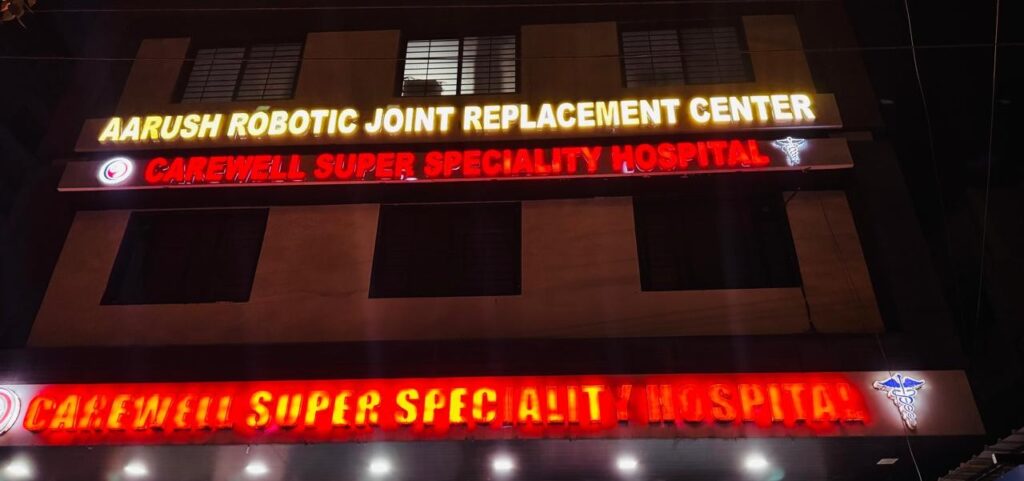 AARUSH ROBOTIC JOINT REPLACEMENT CENTER
CAREWELL SUPER SPECIALITY HOSPITAL
CAREWELL SUPER SPECIALITY HOSPITAL